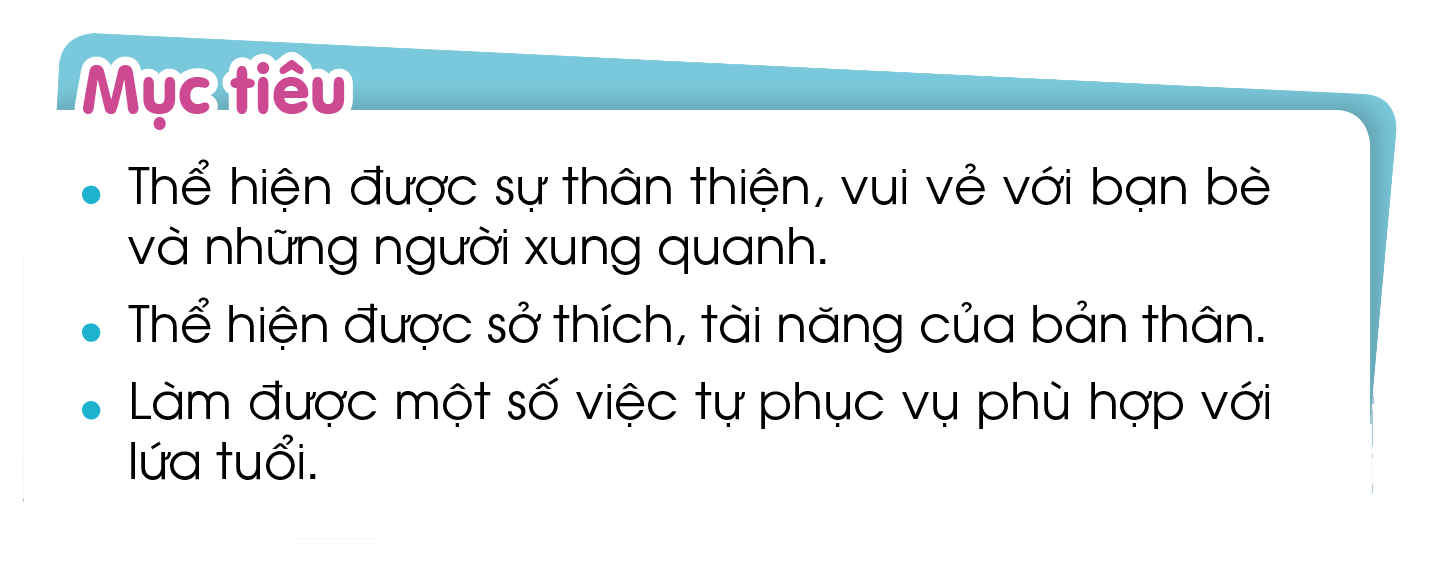 Mục tiêu
• Thể hiện được sự thân thiện, vui vẻ với bạn bè
và những người xung quanh.
• Thể hiện được sở thích, tài năng của bản thân.
• Làm được một số việc tự phục vụ phù hợp với
lứa tuổi.